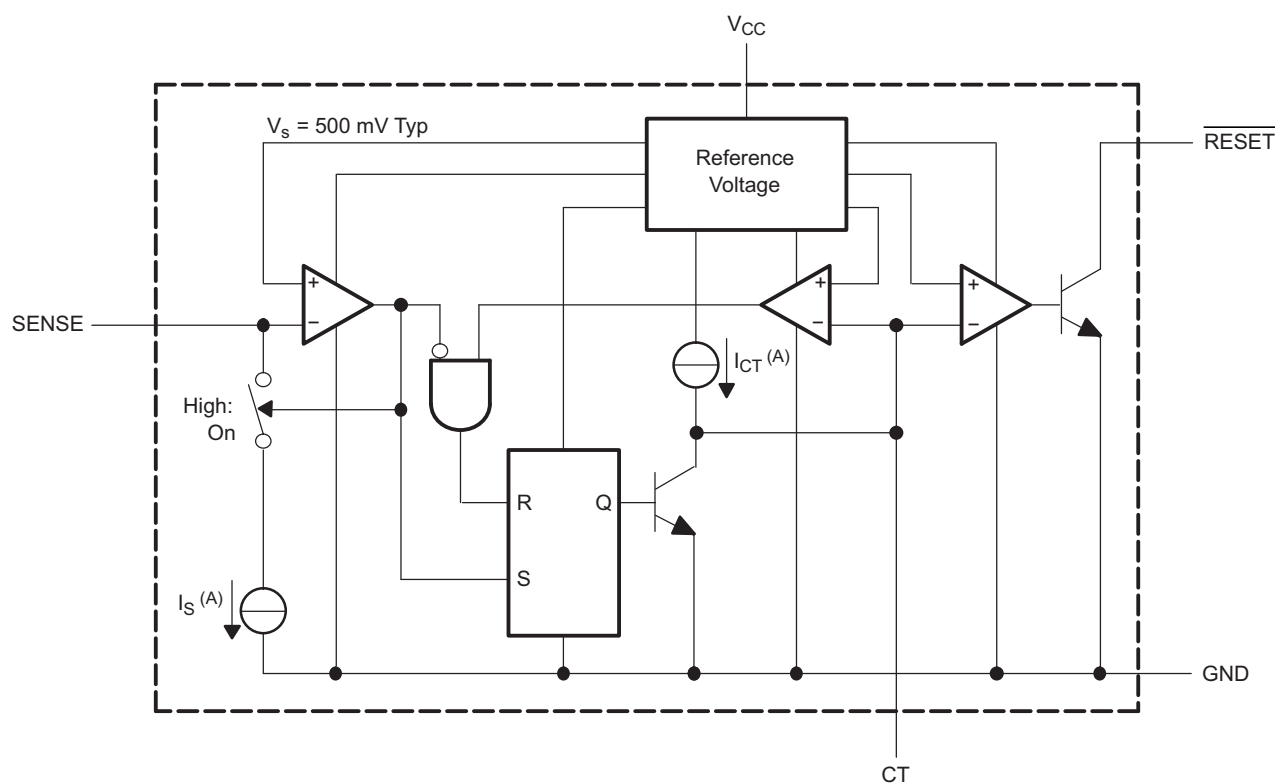 VCC
Vs = 500 mV Typ
Reference
Voltage
RESET
+
−
+
−
+
−
SENSE
ICT (A)
High:
On
R
Q
S
IS (A)
GND
CT